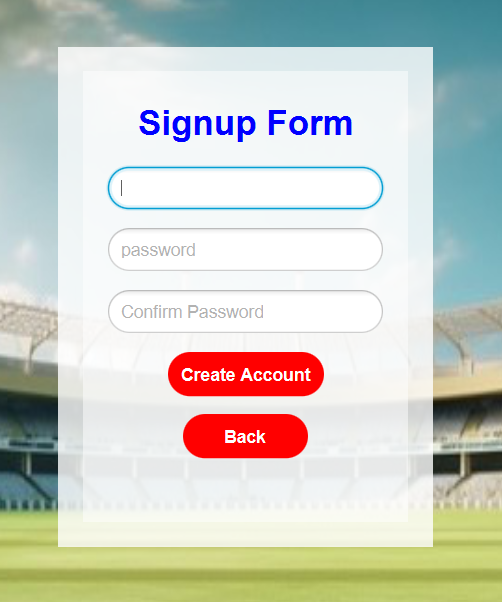 Signup Form
password
Confirm Password
Create Account
Back